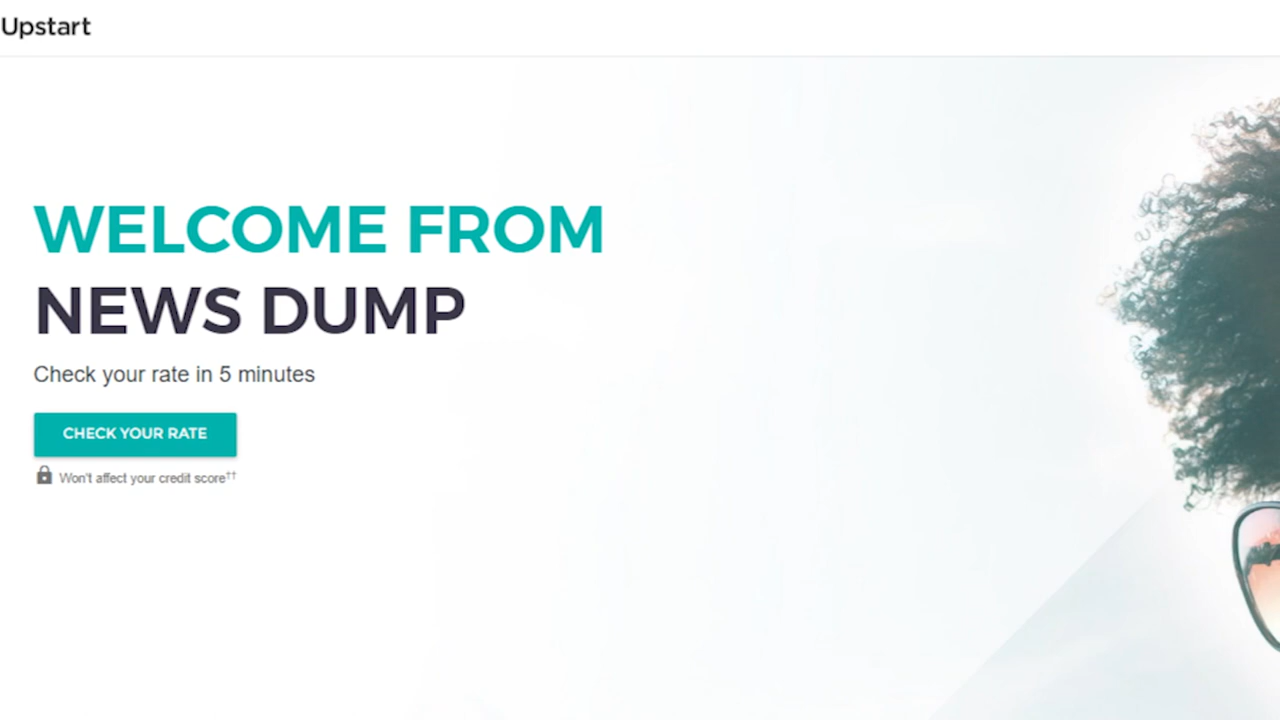 Upstart
WELCOME FROM
NEWS DUMP
Check your rate in 5 minutes
CHECK YOUR RATE
Won't affect your credit score††